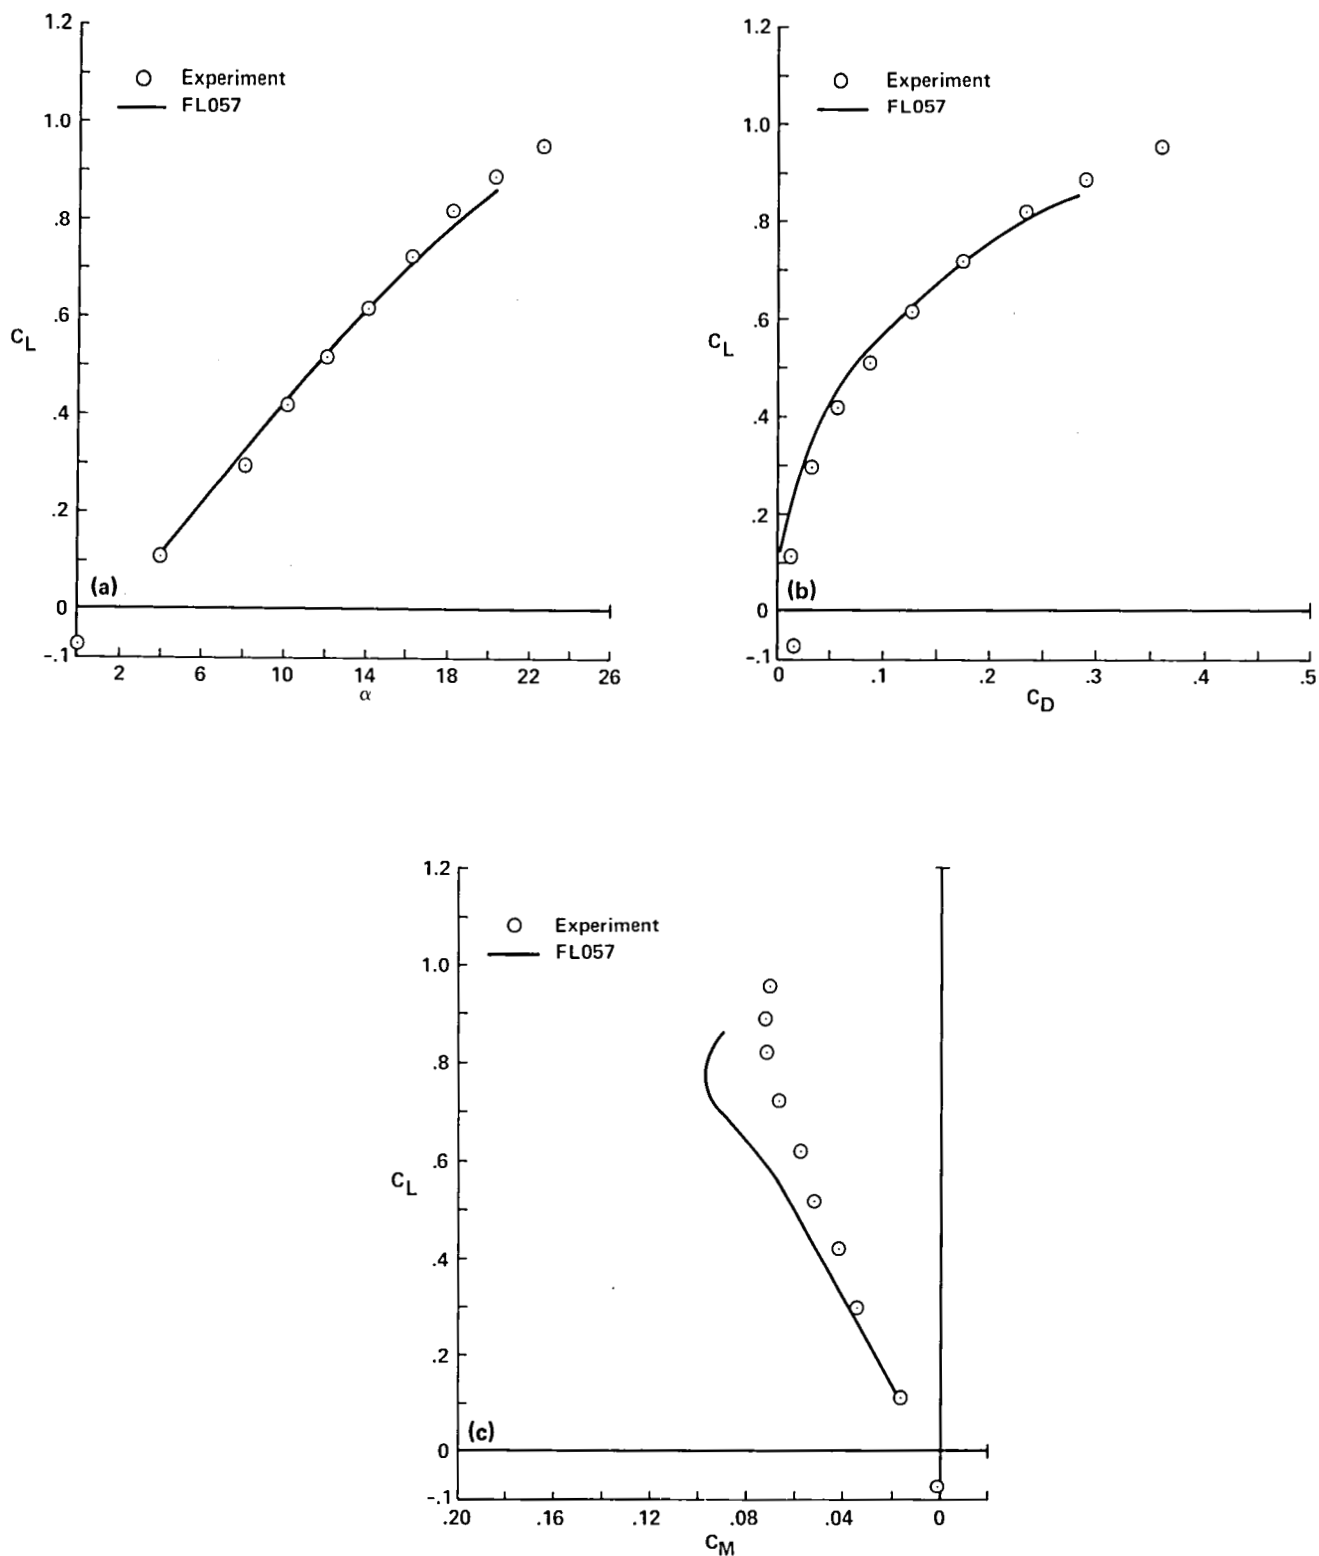 1.2
Experiment
FL057
1.0
.8
.6
C_L
.4
.2
(a)
0
-.1
2 6 10 14 18 22 26
α
1.2
Experiment
FL057
1.0
.8
.6
C_L
.4
.2
(b)
0
-.1
0 .1 .2 .3 .4 .5
C_D
1.2
Experiment
FL057
1.0
.8
.6
C_L
.4
.2
(c)
0
-.1
.20 .16 .12 .08 .04 0
C_M